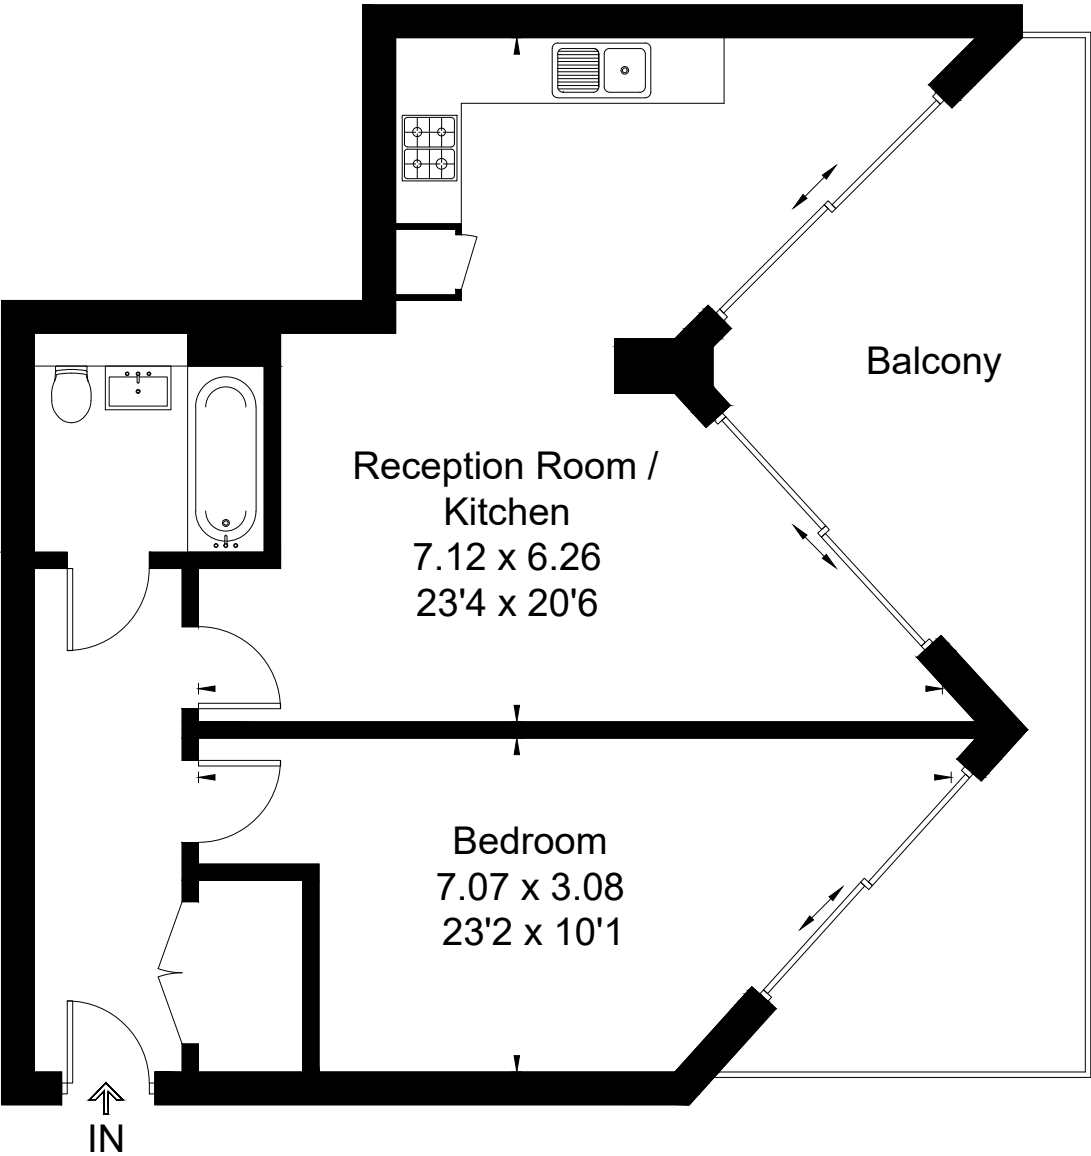 Balcony
Reception Room /
Kitchen
7.12 x 6.26
23'4 x 20'6
Bedroom
7.07 x 3.08
23'2 x 10'1
IN